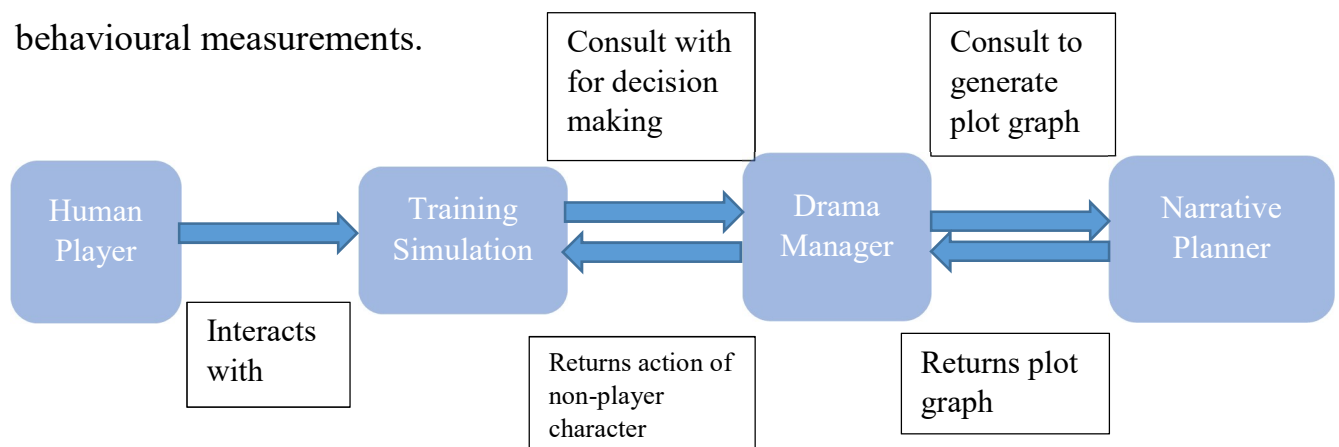 behavioural measurements.
Consult with
for decision
making
Consult to
generate
plot graph
Human
Player
Training
Simulation
Drama
Manager
Narrative
Planner
Interacts
with
Returns action of
non-player
character
Returns plot
graph